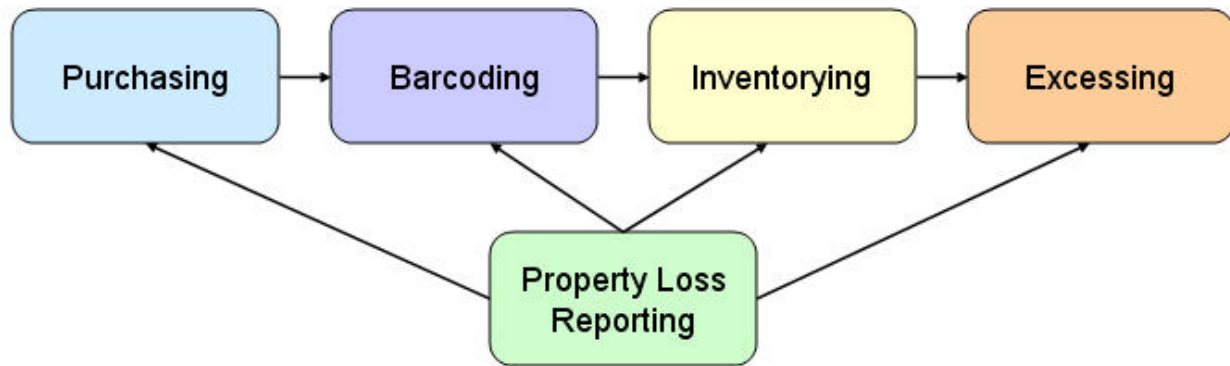 Purchasing
Barcoding
Inventorying
Excessing
Property Loss
Reporting